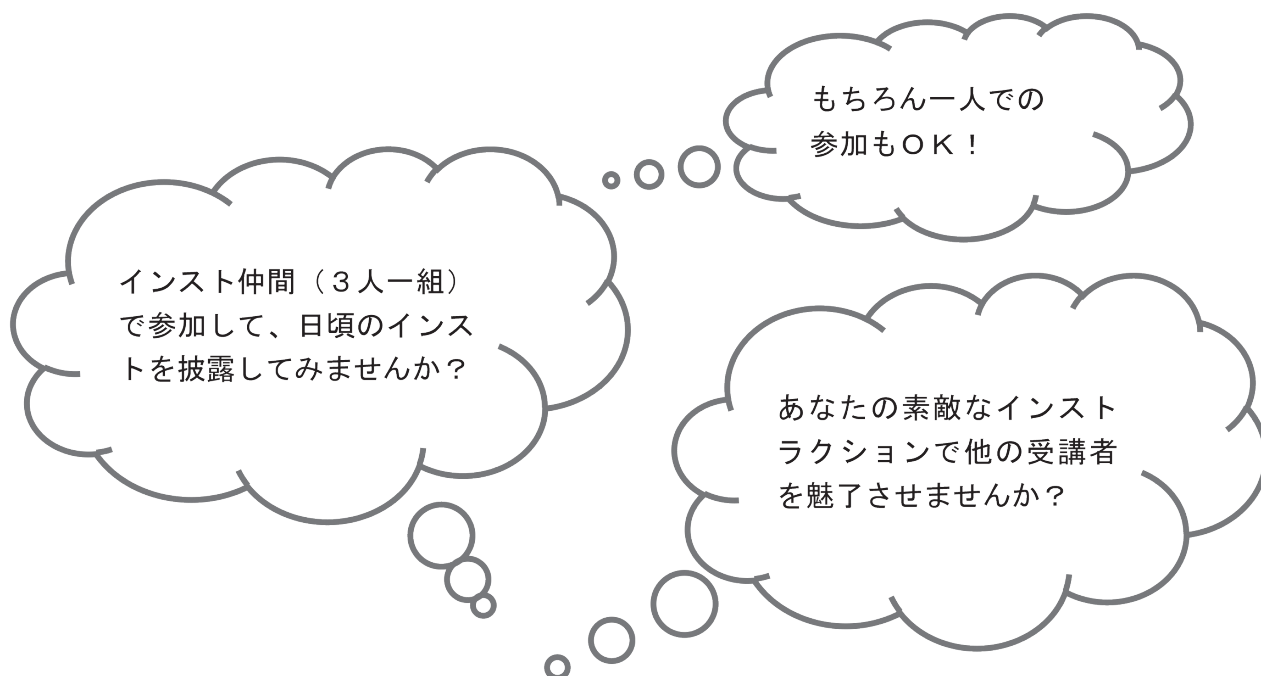 もちろん一人での
参加もＯＫ！
インスト仲間（３人一組）
で参加して、日頃のインス
トを披露してみませんか？
あなたの素敵なインスト
ラクションで他の受講者
を魅了させませんか？